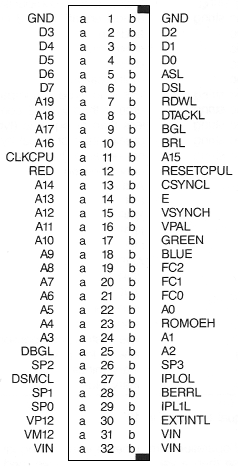 GND a 1 b GND
D3 a 2 b D2
D4 a 3 b D1
D5 a 4 b D0
D6 a 5 b ASL
D7 a 6 b DSL
A19 a 7 b RDWL
A18 a 8 b DTACKL
A17 a 9 b BGL
A16 a 10 b BRL
CLKCPU a 11 b A15
RED a 12 b RESETCPUL
A14 a 13 b CSYNCL
A13 a 14 b E
A12 a 15 b VSYNCH
A11 a 16 b VPAL
A10 a 17 b GREEN
A9 a 18 b BLUE
A8 a 19 b FC2
A7 a 20 b FC1
A6 a 21 b FC0
A5 a 22 b A0
A4 a 23 b ROMOEH
A3 a 24 b A1
DBGL a 25 b A2
SP2 a 26 b SP3
DSMCL a 27 b IPLOL
SP1 a 28 b BERRL
SP0 a 29 b IPL1L
VP12 a 30 b EXTINTL
VM12 a 31 b VIN
VIN a 32 b VIN